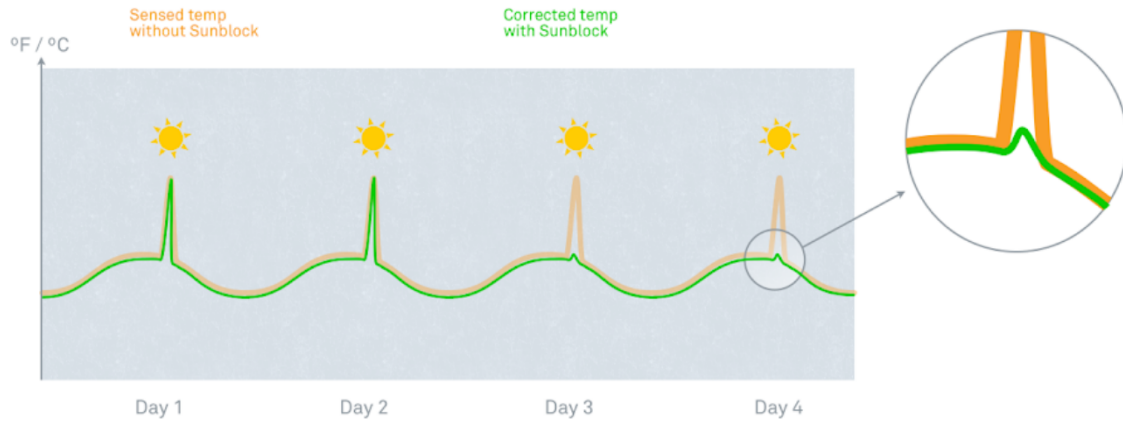 Sensed temp
without Sunblock
Corrected temp
with Sunblock
ºF / ºC
Day 1
Day 2
Day 3
Day 4